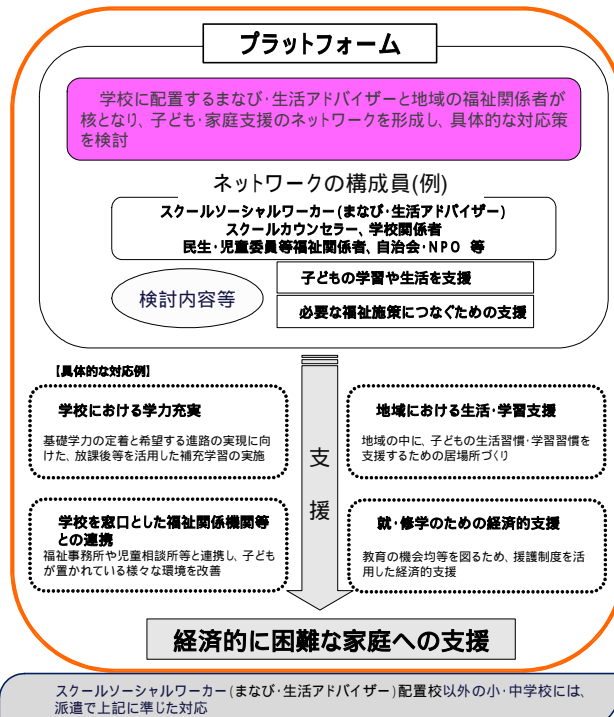 プラットフォーム
学校に配置するまなび･生活アドバイザーと地域の福祉関係者が
核となり､子ども･家庭支援のネットワークを形成し､具体的な対応策
を検討
ネットワークの構成員(例)
スクールソーシャルワーカー(まなび･生活アドバイザー)
スクールカウンセラー､学校関係者
民生･児童委員等福祉関係者､自治会･NPO 等
検討内容等
子どもの学習や生活を支援
必要な福祉施策につなぐための支援
【具体的な対応例】
学校における学力充実
基礎学力の定着と希望する進路の実現に向
けた､放課後等を活用した補充学習の実施
地域における生活･学習支援
地域の中に､子どもの生活習慣･学習習慣を
支援するための居場所づくり
支
援
学校を窓口とした福祉関係機関等
との連携
福祉事務所や児童相談所等と連携し､子ども
が置かれている様々な環境を改善
就･修学のための経済的支援
教育の機会均等を図るため､援護制度を活
用した経済的支援
経済的に困難な家庭への支援
スクールソーシャルワーカー(まなび･生活アドバイザー)配置校以外の小･中学校には､
派遣で上記に準じた対応